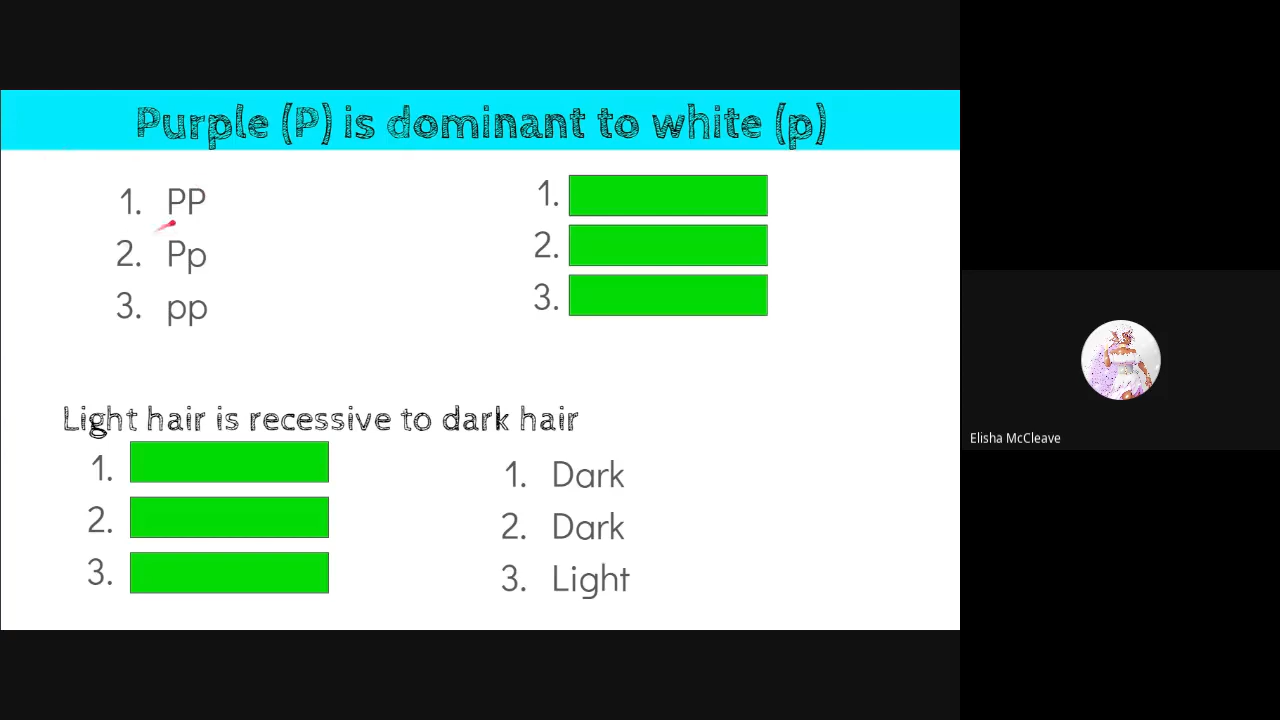 Purple (P) is dominant to white (p)
1. PP
2. Pp
3. pp
1.
2.
3.
Light hair is recessive to dark hair
1.
2.
3.
1. Dark
2. Dark
3. Light
Elisha McCleave